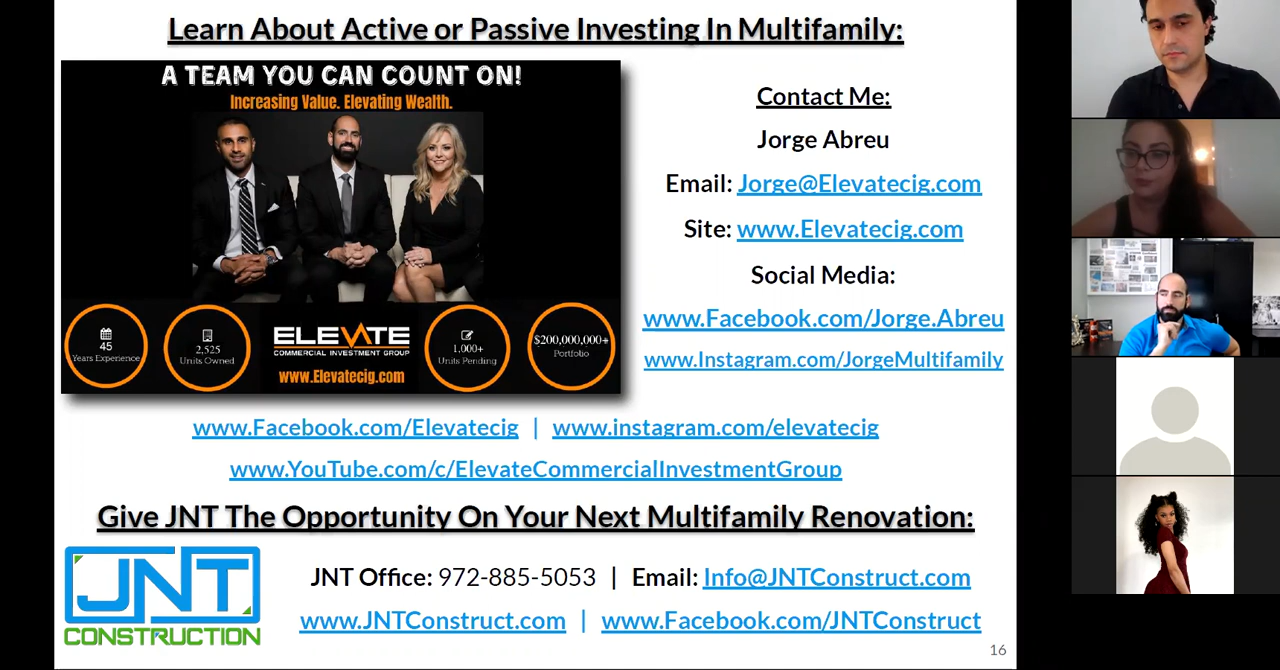 Learn About Active or Passive Investing In Multifamily:
A TEAM YOU CAN COUNT ON!
Increasing Value. Elevating Wealth.
45
Years Experience
2,525
Units Owned
ELEVATE
COMMERCIAL INVESTMENT GROUP
www.Elevatecig.com
1,000+
Units Pending
$200,000,000+
Portfolio
Contact Me:
Jorge Abreu
Email: Jorge@Elevatecig.com
Site: www.Elevatecig.com
Social Media:
www.Facebook.com/Jorge.Abreu
www.Instagram.com/JorgeMultifamily
www.Facebook.com/Elevatecig | www.instagram.com/elevatecig
www.YouTube.com/c/ElevateCommercialInvestmentGroup
Give JNT The Opportunity On Your Next Multifamily Renovation:
JNT
CONSTRUCTION
JNT Office: 972-885-5053 | Email: Info@JNTConstruct.com
www.JNTConstruct.com | www.Facebook.com/JNTConstruct
16